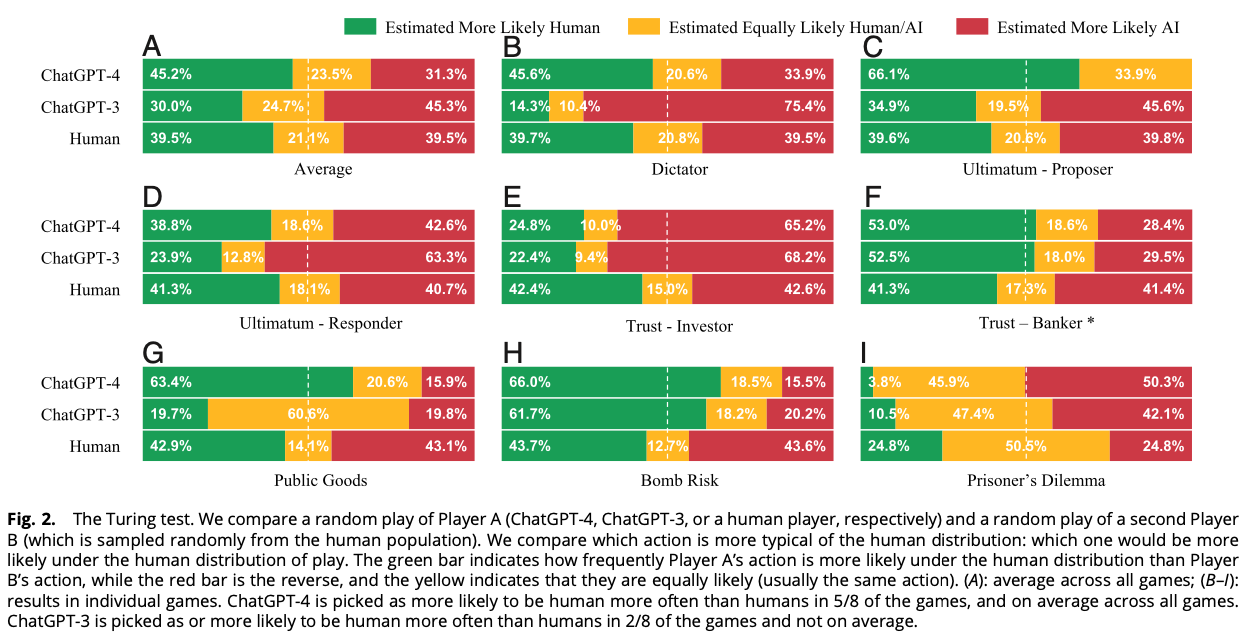 Estimated More Likely Human Estimated Equally Likely Human/AI Estimated More Likely AI
A B C
ChatGPT-4 45.2% 23.5% 31.3% 45.6% 20.6% 33.9% 66.1% 33.9%
ChatGPT-3 30.0% 24.7% 45.3% 14.3% 10.4% 75.4% 34.9% 19.5% 45.6%
Human 39.5% 21.1% 39.5% 39.7% 20.8% 39.5% 39.6% 20.6% 39.8%
Average Dictator Ultimatum - Proposer
D E F
ChatGPT-4 38.8% 18.6% 42.6% 24.8% 10.0% 65.2% 53.0% 18.6% 28.4%
ChatGPT-3 23.9% 12.8% 63.3% 22.4% 9.4% 68.2% 52.5% 18.0% 29.5%
Human 41.3% 18.1% 40.7% 42.4% 15.0% 42.6% 41.3% 17.3% 41.4%
Ultimatum - Responder Trust - Investor Trust – Banker *
G H I
ChatGPT-4 63.4% 20.6% 15.9% 66.0% 18.5% 15.5% 3.8% 45.9% 50.3%
ChatGPT-3 19.7% 60.6% 19.8% 61.7% 18.2% 20.2% 10.5% 47.4% 42.1%
Human 42.9% 14.1% 43.1% 43.7% 12.7% 43.6% 24.8% 50.5% 24.8%
Public Goods Bomb Risk Prisoner’s Dilemma
Fig. 2. The Turing test. We compare a random play of Player A (ChatGPT-4, ChatGPT-3, or a human player, respectively) and a random play of a second Player
B (which is sampled randomly from the human population). We compare which action is more typical of the human distribution: which one would be more
likely under the human distribution of play. The green bar indicates how frequently Player A’s action is more likely under the human distribution than Player
B’s action, while the red bar is the reverse, and the yellow indicates that they are equally likely (usually the same action). (A): average across all games; (B–I):
results in individual games. ChatGPT-4 is picked as more likely to be human more often than humans in 5/8 of the games, and on average across all games.
ChatGPT-3 is picked as or more likely to be human more often than humans in 2/8 of the games and not on average.